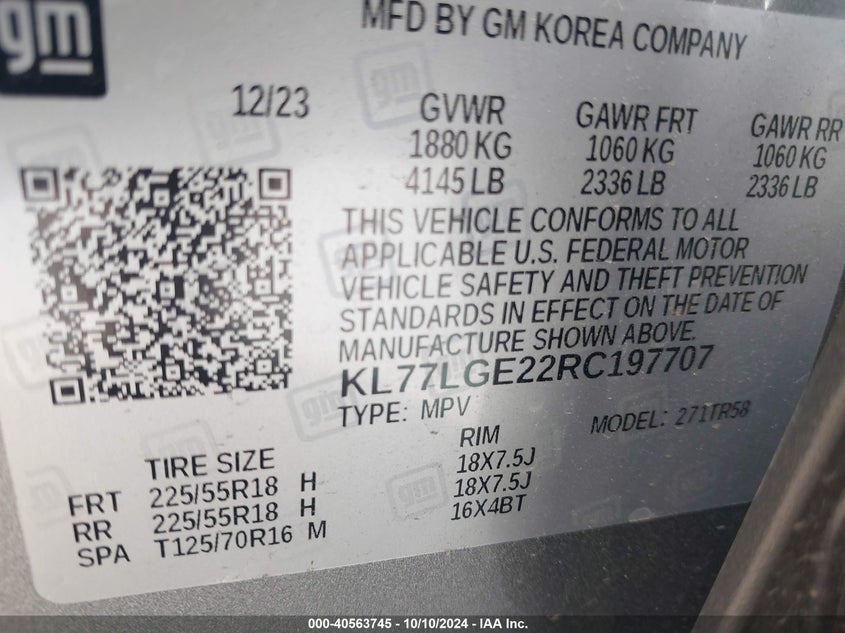 gm
MFD BY GM KOREA COMPANY
12/23
GVWR GAWR FRT GAWR RR
1880 KG 1060 KG 1060 KG
4145 LB 2336 LB 2336 LB
THIS VEHICLE CONFORMS TO ALL
APPLICABLE U.S. FEDERAL MOTOR
VEHICLE SAFETY AND THEFT PREVENTION
STANDARDS IN EFFECT ON THE DATE OF
MANUFACTURE SHOWN ABOVE.
KL77LGE22RC197707
TYPE: MPV MODEL: 271TR58
TIRE SIZE RIM
FRT 225/55R18 H 18X7.5J
RR 225/55R18 H 18X7.5J
SPA T125/70R16 M 16X4BT
000-40563745 - 10/10/2024 - IAA Inc.